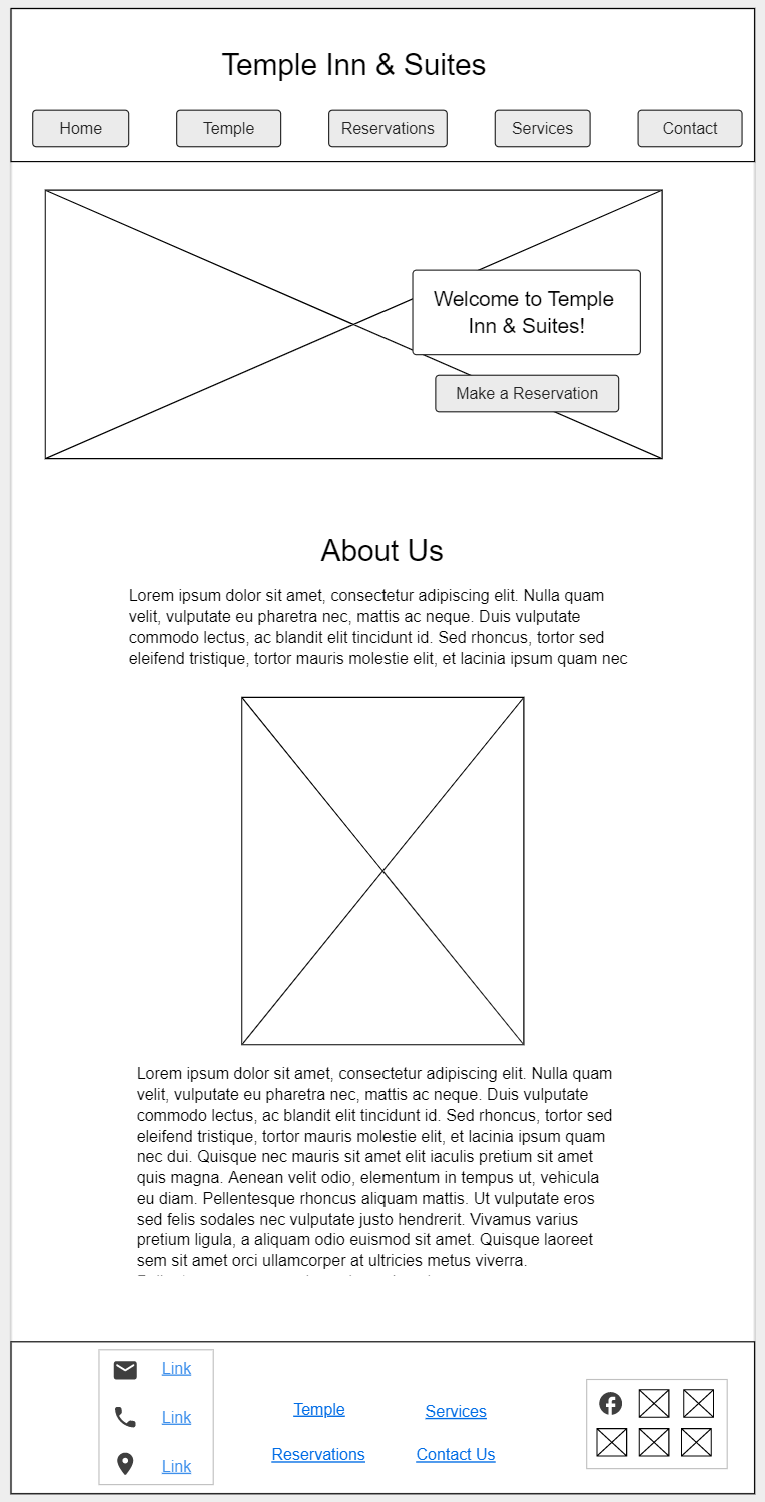 Temple Inn & Suites
Home
Temple
Reservations
Services
Contact
Welcome to Temple
Inn & Suites!
Make a Reservation
About Us
Lorem ipsum dolor sit amet, consectetur adipiscing elit. Nulla quam
velit, vulputate eu pharetra nec, mattis ac neque. Duis vulputate
commodo lectus, ac blandit elit tincidunt id. Sed rhoncus, tortor sed
eleifend tristique, tortor mauris molestie elit, et lacinia ipsum quam nec
Lorem ipsum dolor sit amet, consectetur adipiscing elit. Nulla quam
velit, vulputate eu pharetra nec, mattis ac neque. Duis vulputate
commodo lectus, ac blandit elit tincidunt id. Sed rhoncus, tortor sed
eleifend tristique, tortor mauris molestie elit, et lacinia ipsum quam
nec dui. Quisque nec mauris sit amet elit iaculis pretium sit amet
quis magna. Aenean velit odio, elementum in tempus ut, vehicula
eu diam. Pellentesque rhoncus aliquam mattis. Ut vulputate eros
sed felis sodales nec vulputate justo hendrerit. Vivamus varius
pretium ligula, a aliquam odio euismod sit amet. Quisque laoreet
sem sit amet orci ullamcorper at ultricies metus viverra.
Link
Link
Link
Temple
Services
Reservations
Contact Us